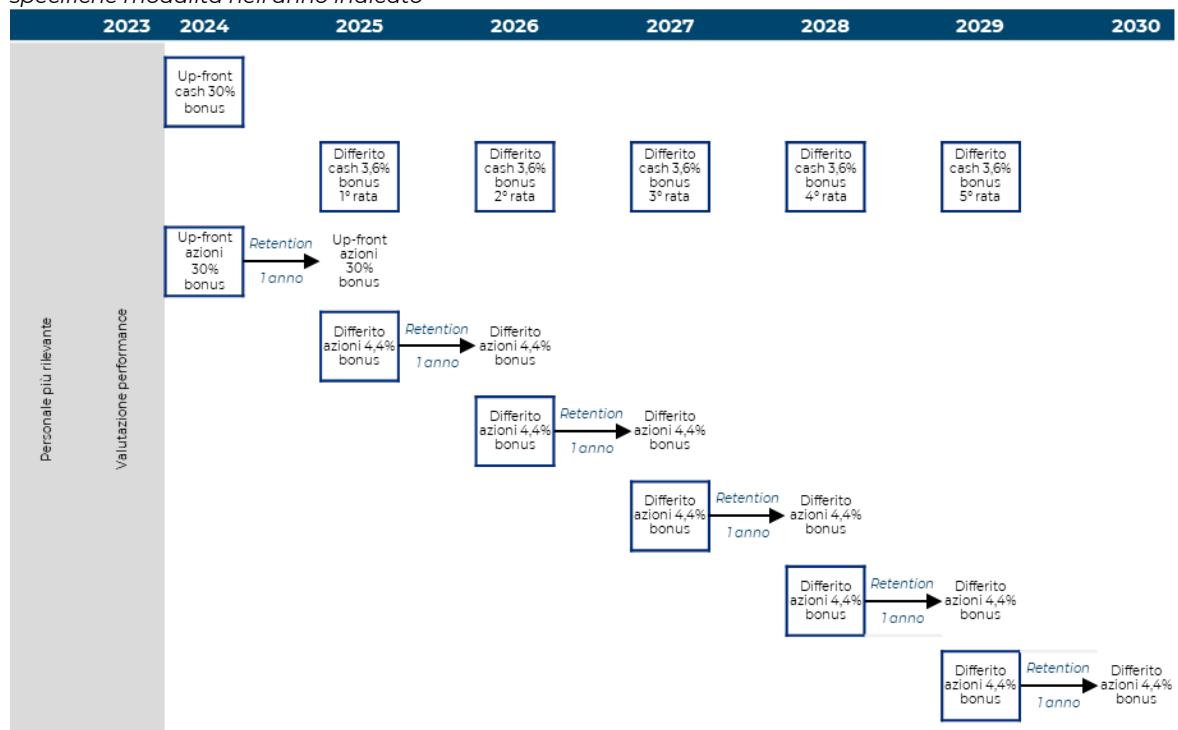 specifiche modalità nell'anno indicato
2023 2024 2025 2026 2027 2028 2029 2030
Personale più rilevante
Valutazione performance
Up-front
cash 30%
bonus
Differito
cash 3,6%
bonus
1° rata
Differito
cash 3,6%
bonus
2° rata
Differito
cash 3,6%
bonus
3° rata
Differito
cash 3,6%
bonus
4° rata
Differito
cash 3,6%
bonus
5° rata
Up-front
azioni
30%
bonus
Retention
1 anno
Up-front
azioni
30%
bonus
Differito
azioni 4,4%
bonus
Retention
1 anno
Differito
azioni 4,4%
bonus
Differito
azioni 4,4%
bonus
Retention
1 anno
Differito
azioni 4,4%
bonus
Differito
azioni 4,4%
bonus
Retention
1 anno
Differito
azioni 4,4%
bonus
Differito
azioni 4,4%
bonus
Retention
1 anno
Differito
azioni 4,4%
bonus
Differito
azioni 4,4%
bonus
Retention
1 anno
Differito
azioni 4,4%
bonus